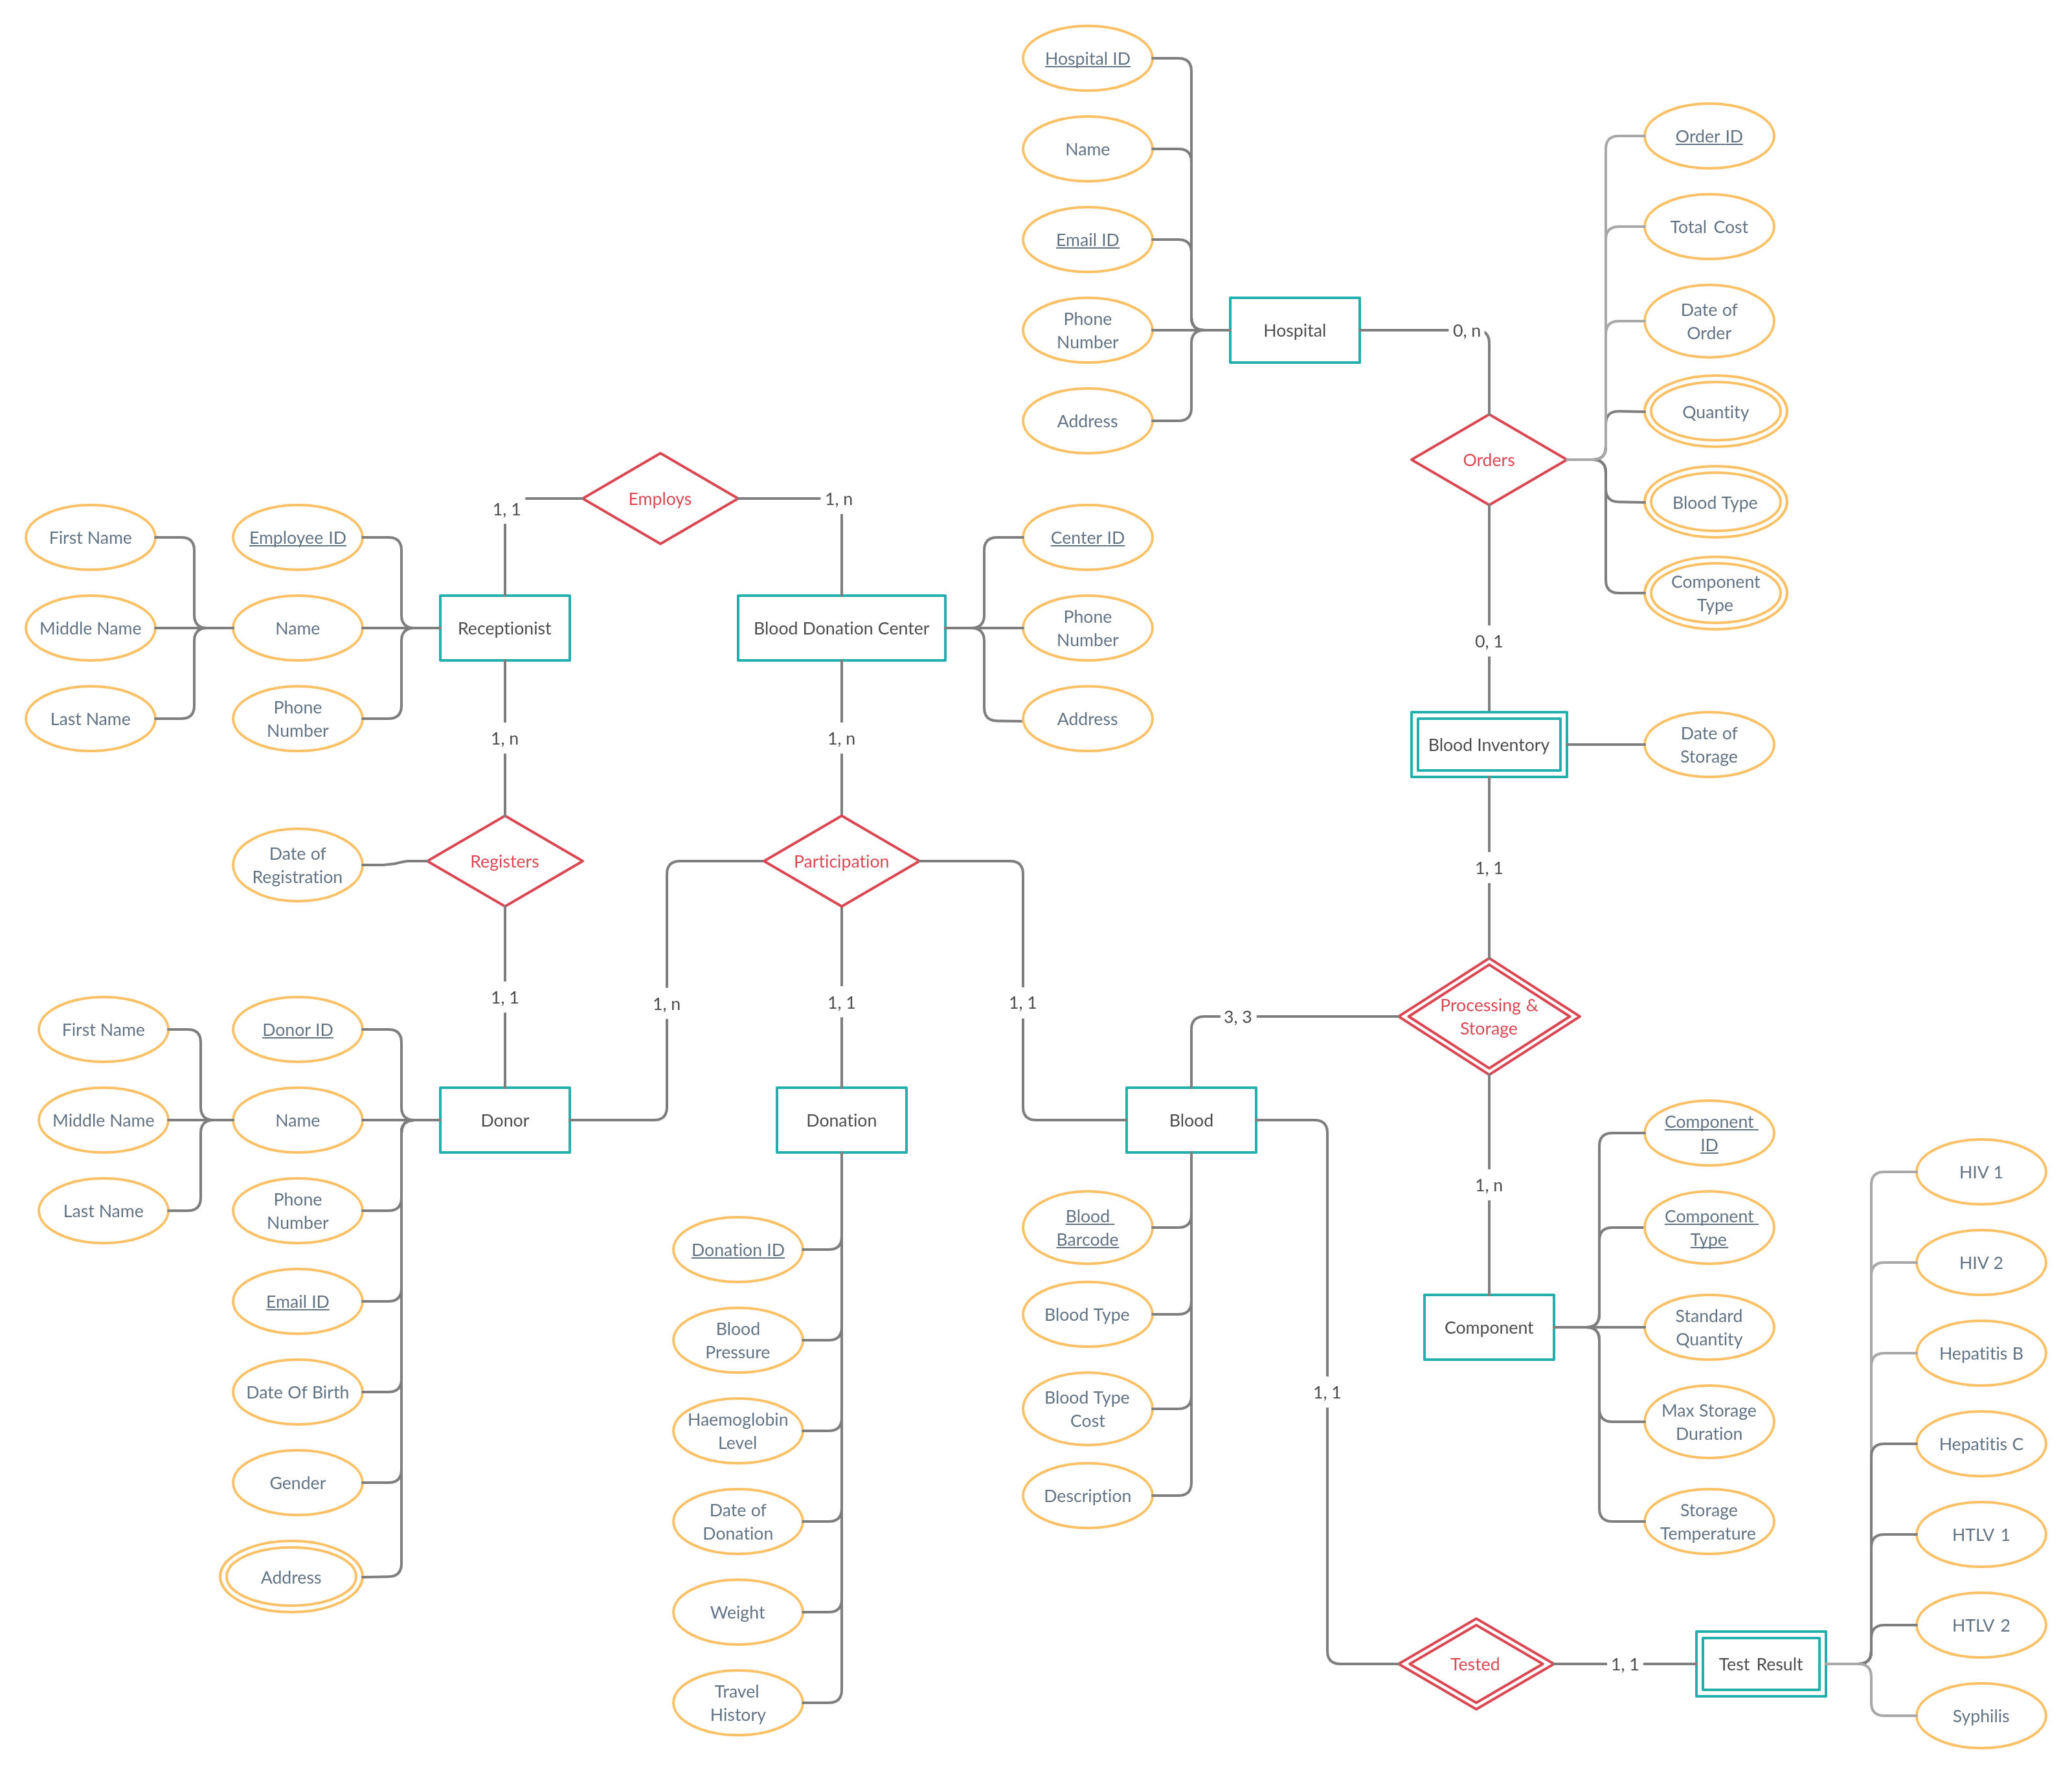 Hospital ID
Name
Email ID
Phone
Number
Address
Hospital
0, n
Orders
Order ID
Total Cost
Date of
Order
Quantity
Blood Type
Component
Type
0, 1
Employs
1, 1
1, n
First Name
Middle Name
Last Name
Employee ID
Name
Phone
Number
Receptionist
Blood Donation Center
Center ID
Phone
Number
Address
Blood Inventory
Date of
Storage
1, n
1, n
1, 1
Date of
Registration
Registers
Participation
1, 1
1, n
1, 1
1, 1
3, 3
Processing &
Storage
1, n
First Name
Middle Name
Last Name
Donor ID
Name
Phone
Number
Email ID
Date Of Birth
Gender
Address
Donor
Donation
Donation ID
Blood
Pressure
Haemoglobin
Level
Date of
Donation
Weight
Travel
History
Blood
Blood
Barcode
Blood Type
Blood Type
Cost
Description
1, 1
Component
Component
ID
Component
Type
Standard
Quantity
Max Storage
Duration
Storage
Temperature
Tested
1, 1
Test Result
HIV 1
HIV 2
Hepatitis B
Hepatitis C
HTLV 1
HTLV 2
Syphilis